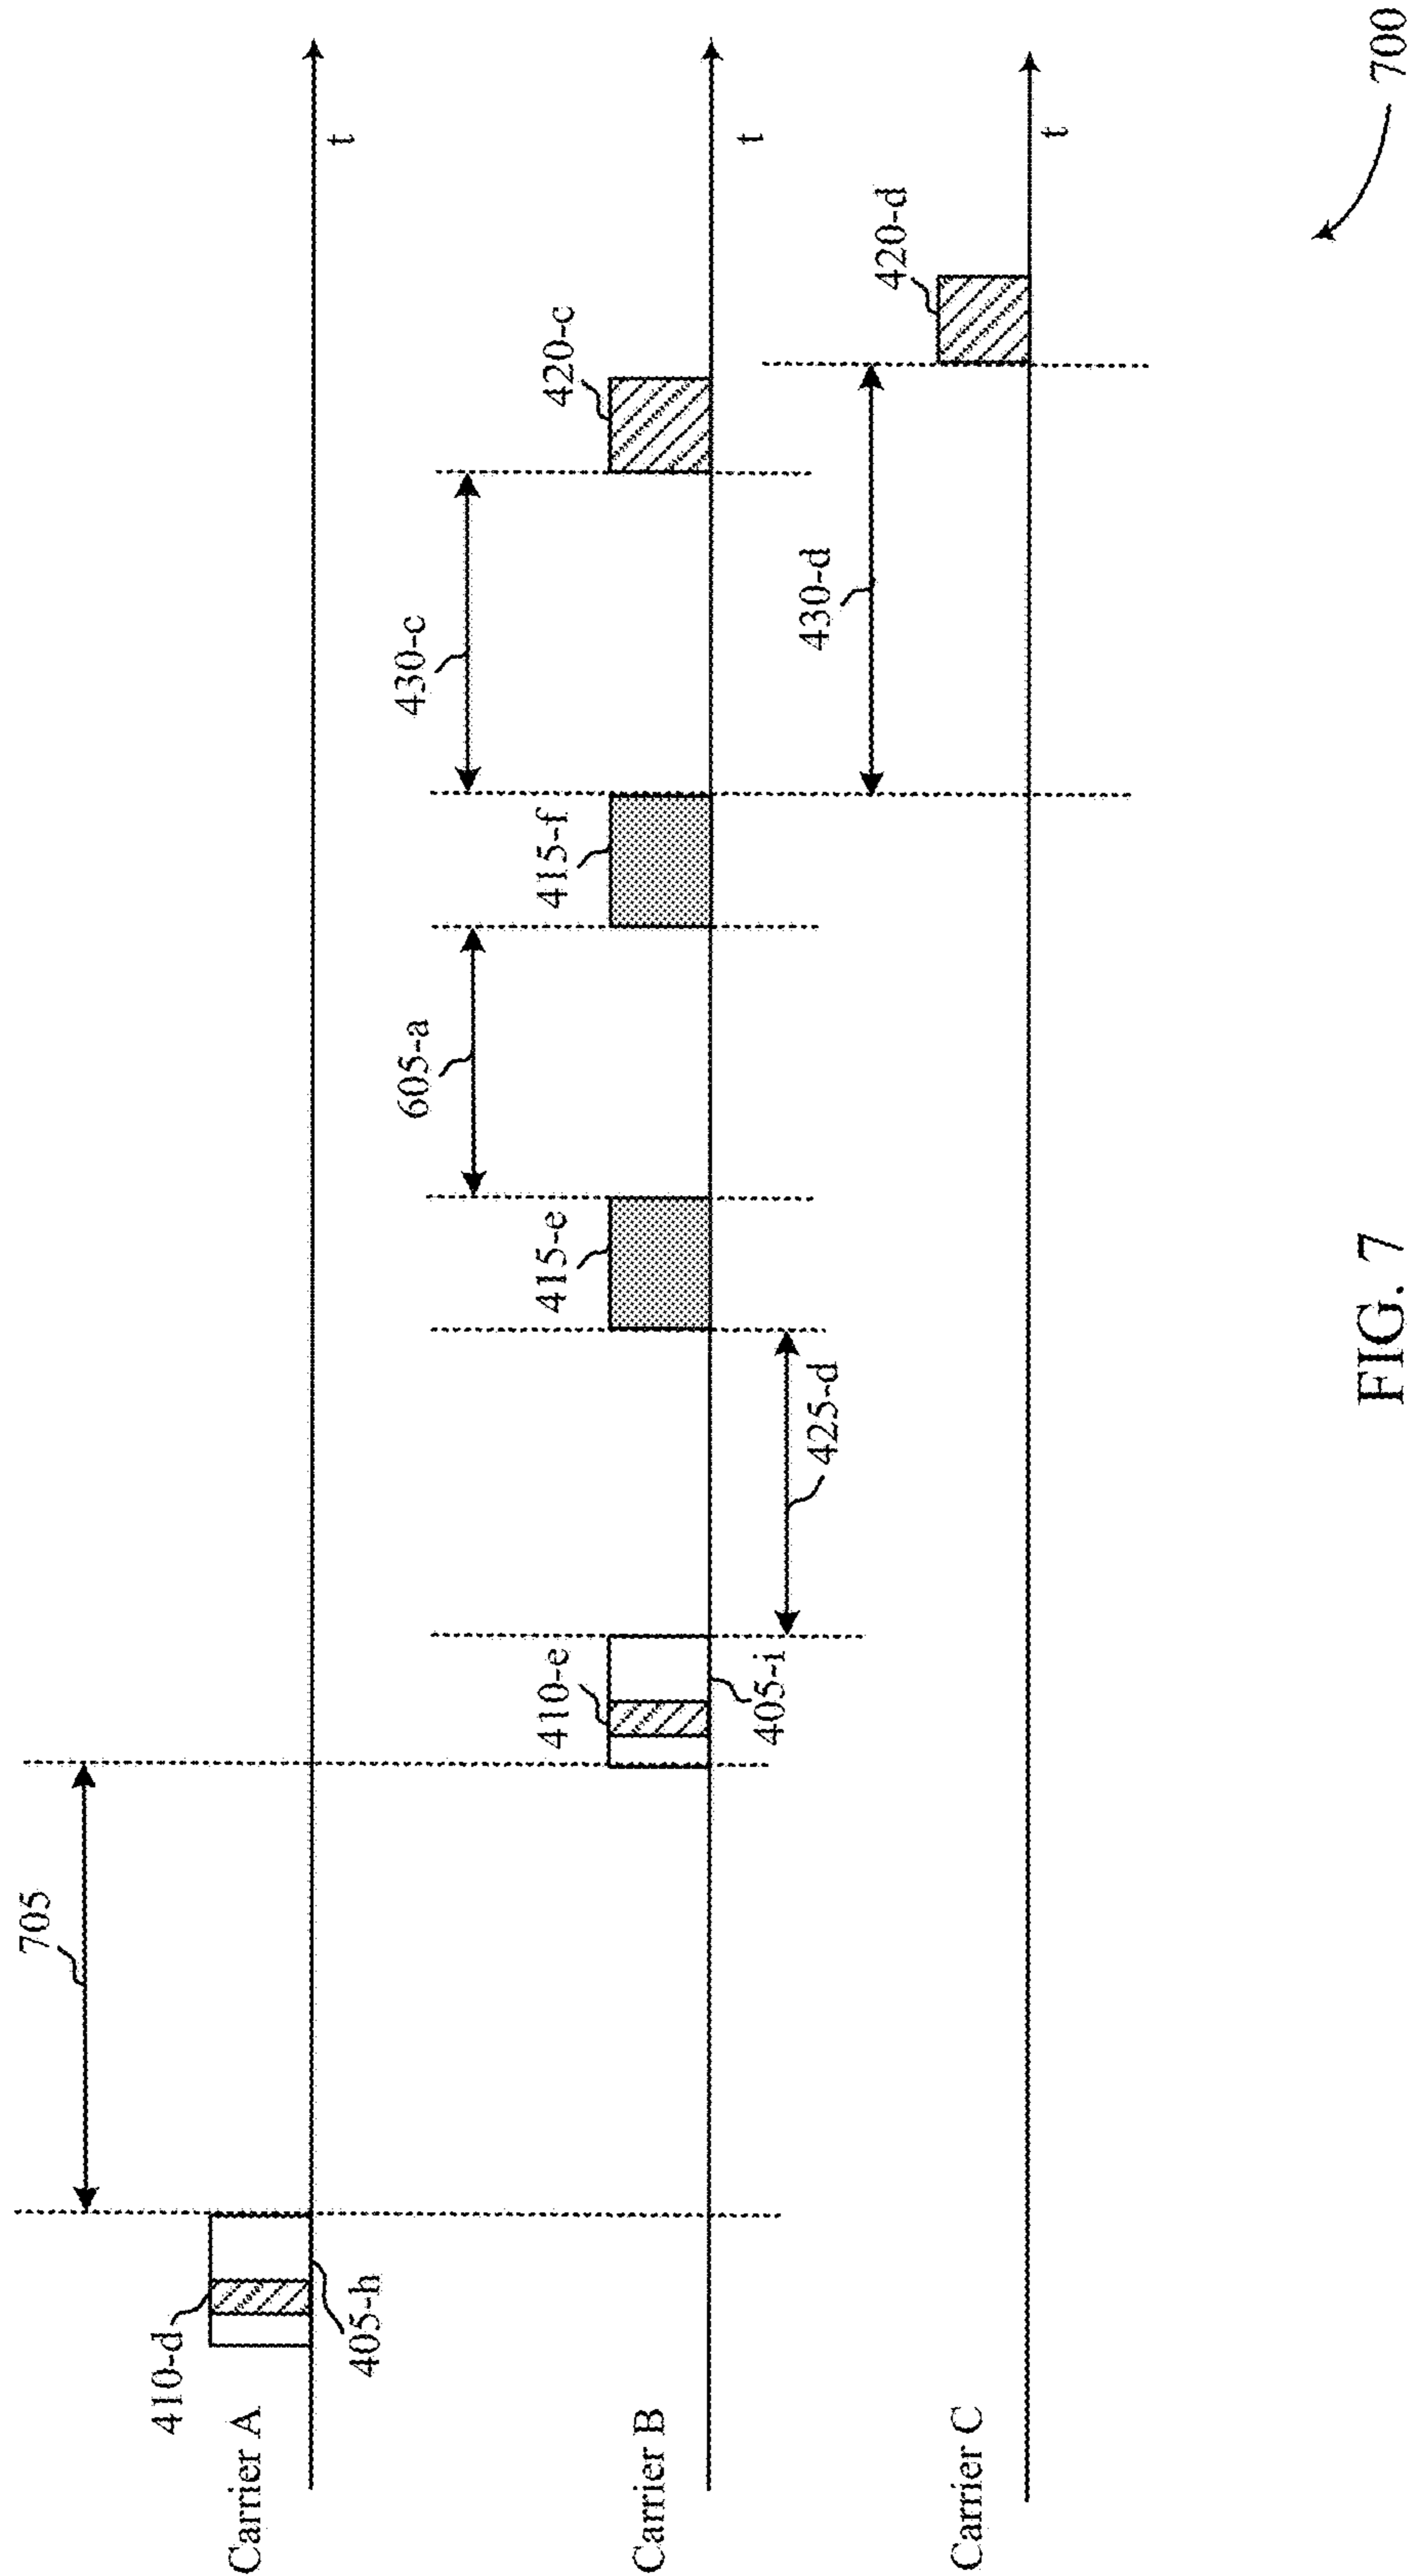 705
410-d
Carrier A
405-h
t
430-c
605-a
420-c
415-f
415-e
410-e
Carrier B
405-i
425-d
t
430-d
420-d
Carrier C
t
700
FIG. 7